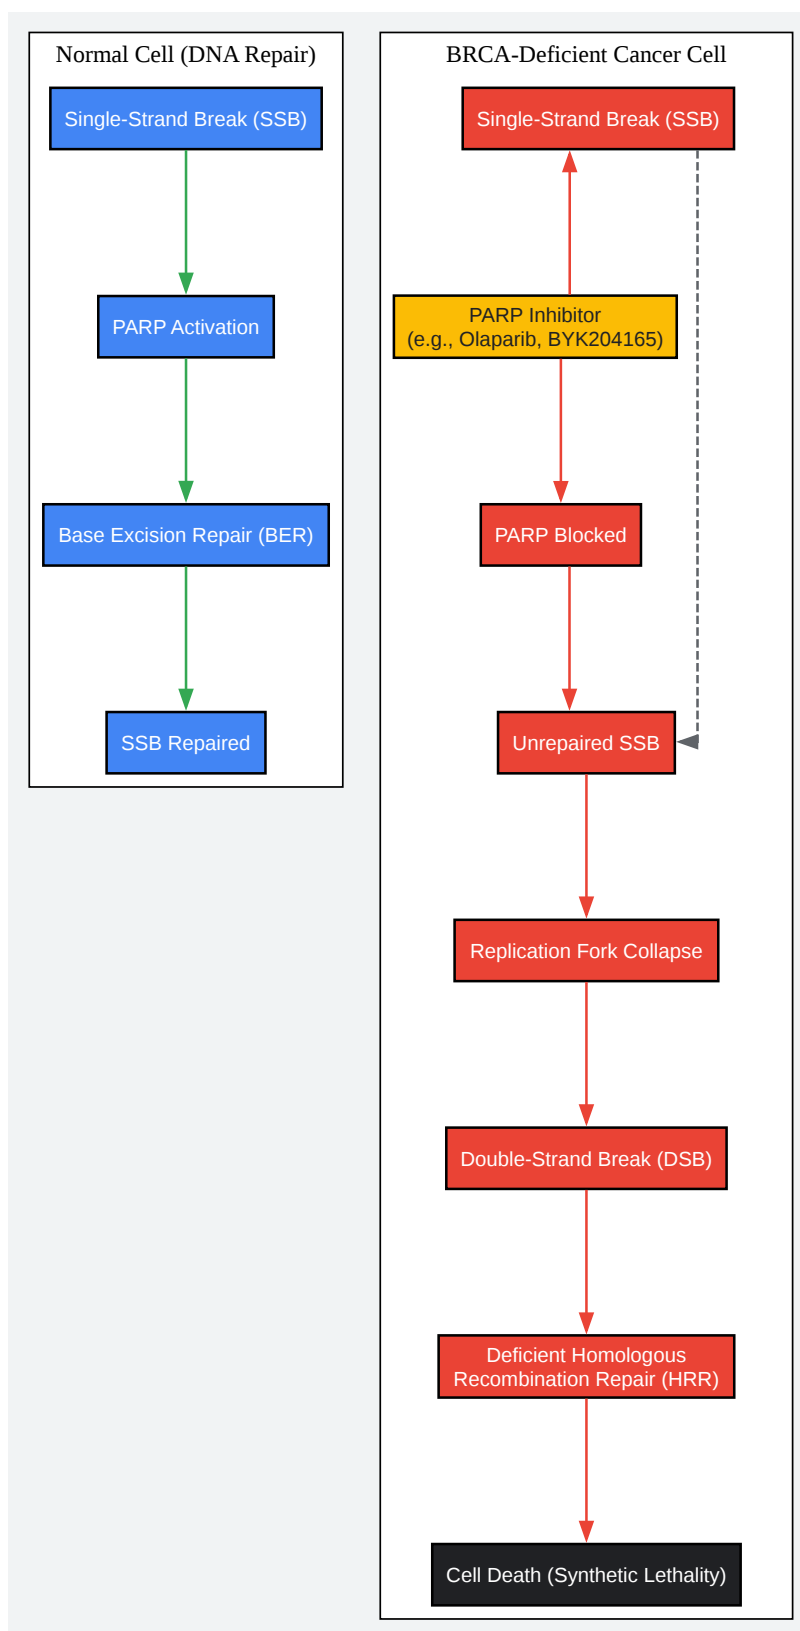 Normal Cell (DNA Repair)
Single-Strand Break (SSB)
PARP Activation
Base Excision Repair (BER)
SSB Repaired
BRCA-Deficient Cancer Cell
Single-Strand Break (SSB)
PARP Inhibitor
(e.g., Olaparib, BYK204165)
PARP Blocked
Unrepaired SSB
Replication Fork Collapse
Double-Strand Break (DSB)
Deficient Homologous
Recombination Repair (HRR)
Cell Death (Synthetic Lethality)